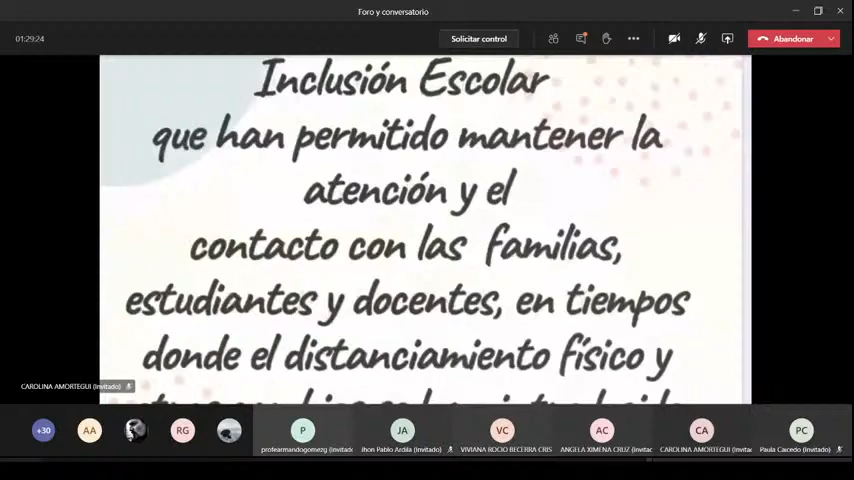 Foro y conversatorio
01:29:24
Solicitar control
Abandonar
Inclusión Escolar
que han permitido mantener la
atención y el
contacto con las familias,
estudiantes y docentes, en tiempos
donde el distanciamiento físico y
CAROLINA AMORTEGUI (Invitado)
+30
AA
RG
P
JA
VC
AC
CA
PC
profearmandogomezg (Invitado
Jhon Pablo Ardila (Invitado)
VIVIANA ROCIO BECERRA CRIS
ANGELA XIMENA CRUZ (Invitac
CAROLINA AMORTEGUI (Invitac
Paula Caicedo (Invitado)